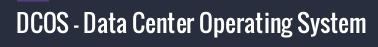 DCOS - Data Center Operating System